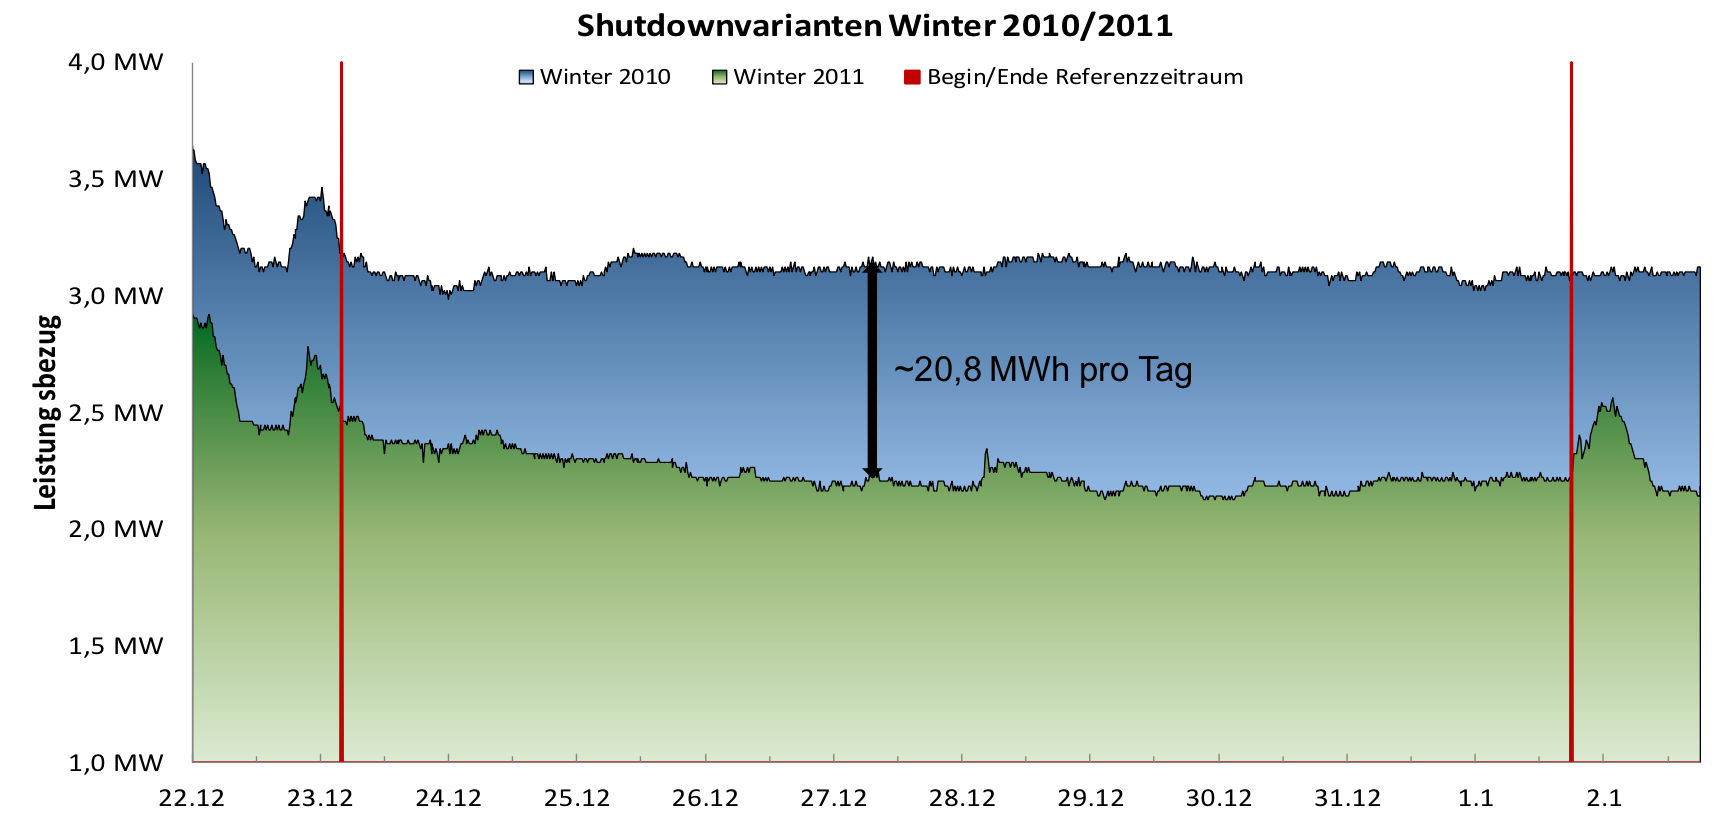 Shutdownvarianten Winter 2010/2011
4,0 MW
Winter 2010 Winter 2011 Begin/Ende Referenzzeitraum
3,5 MW
3,0 MW
2,5 MW
2,0 MW
1,5 MW
1,0 MW
Leistung sbezug
~20,8 MWh pro Tag
22.12 23.12 24.12 25.12 26.12 27.12 28.12 29.12 30.12 31.12 1.1 2.1